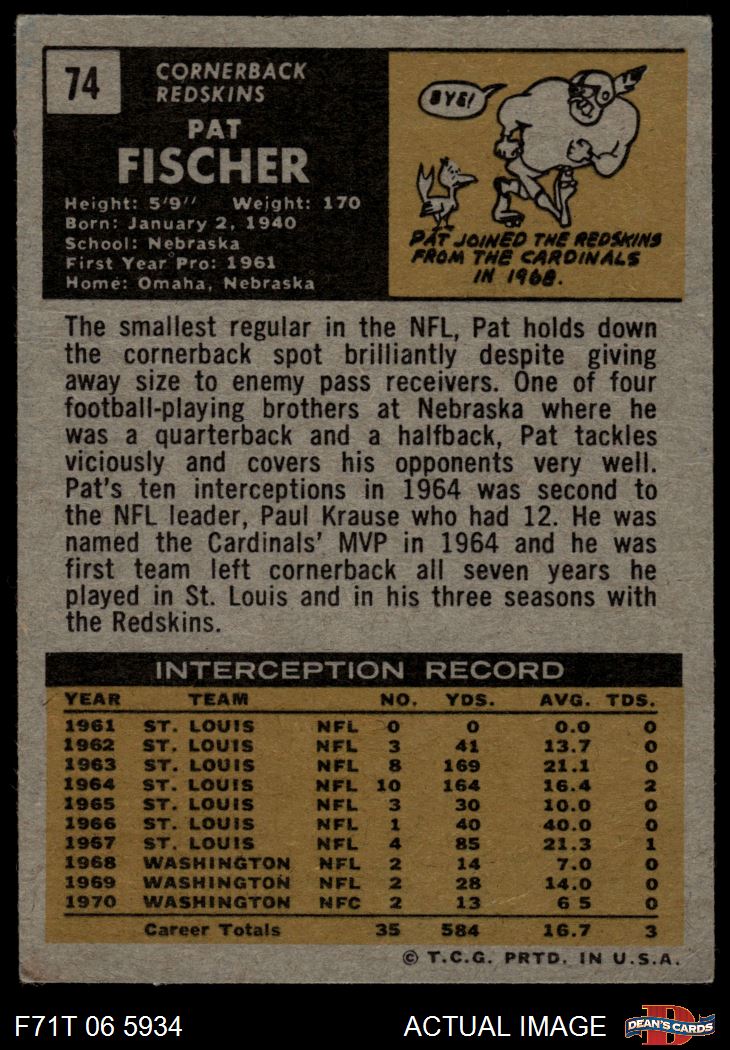 74
CORNERBACK
REDSKINS
PAT
FISCHER
Height: 5'9" Weight: 170
Born: January 2, 1940
School: Nebraska
First Year Pro: 1961
Home: Omaha, Nebraska
BYE!
PAT JOINED THE REDSKINS
FROM THE CARDINALS
IN 1968.
The smallest regular in the NFL, Pat holds down
the cornerback spot brilliantly despite giving
away size to enemy pass receivers. One of four
football-playing brothers at Nebraska where he
was a quarterback and a halfback, Pat tackles
viciously and covers his opponents very well.
Pat's ten interceptions in 1964 was second to
the NFL leader, Paul Krause who had 12. He was
named the Cardinals' MVP in 1964 and he was
first team left cornerback all seven years he
played in St. Louis and in his three seasons with
the Redskins.
INTERCEPTION RECORD
YEAR TEAM NO. YDS. AVG. TDS.
1961 ST. LOUIS NFL 0 0 0.0 0
1962 ST. LOUIS NFL 3 41 13.7 0
1963 ST. LOUIS NFL 8 169 21.1 0
1964 ST. LOUIS NFL 10 164 16.4 2
1965 ST. LOUIS NFL 3 30 10.0 0
1966 ST. LOUIS NFL 1 40 40.0 0
1967 ST. LOUIS NFL 4 85 21.3 1
1968 WASHINGTON NFL 2 14 7.0 0
1969 WASHINGTON NFL 2 28 14.0 0
1970 WASHINGTON NFC 2 13 6 5 0
Career Totals 35 584 16.7 3
© T.C.G. PRTD. IN U.S.A.
F71T 06 5934 ACTUAL IMAGE
D
DEAN'S CARDS